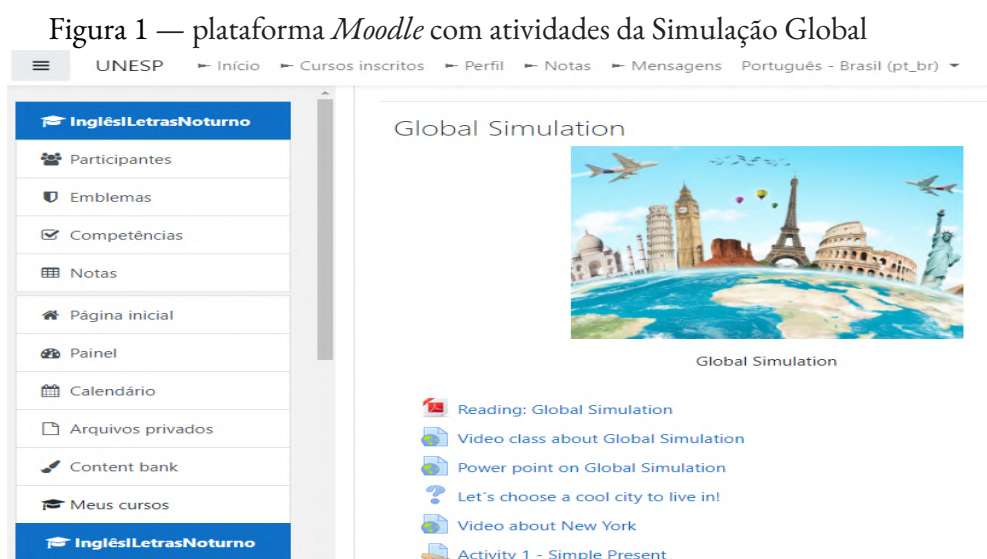 Figura 1 — plataforma Moodle com atividades da Simulação Global
UNESP Início Cursos inscritos Perfil Notas Mensagens Português - Brasil (pt_br)
InglêsILetrasNoturno
Participantes
Emblemas
Competências
Notas
Página inicial
Painel
Calendário
Arquivos privados
Content bank
Meus cursos
InglêsILetrasNoturno
Global Simulation
Global Simulation
Reading: Global Simulation
Video class about Global Simulation
Power point on Global Simulation
Let´s choose a cool city to live in!
Video about New York
Activity 1 - Simple Present